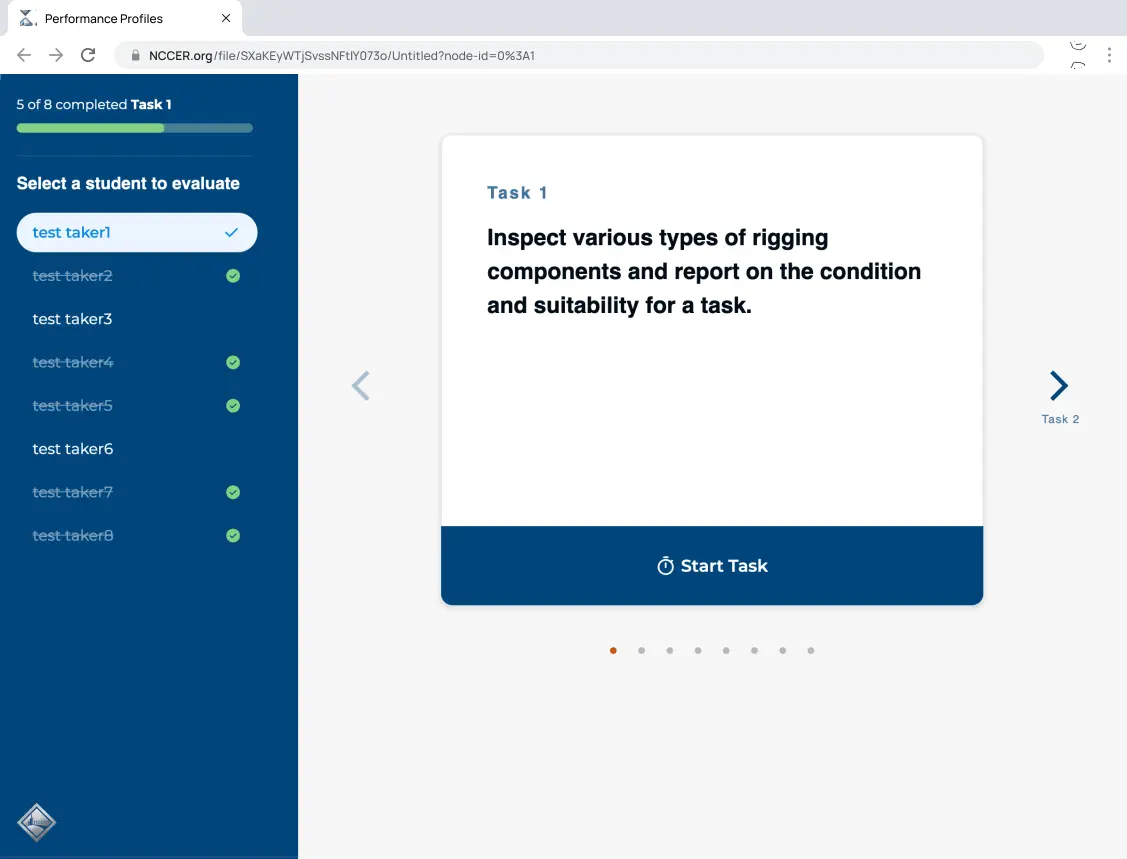 Performance Profiles
NCCER.org/file/SXaKEyWTjSvssNFtlY073o/Untitled?node-id=0%3A1
5 of 8 completed Task 1
Select a student to evaluate
test taker1
test taker2
test taker3
test taker4
test taker5
test taker6
test taker7
test taker8
Task 1
Inspect various types of rigging
components and report on the condition
and suitability for a task.
Task 2
Start Task